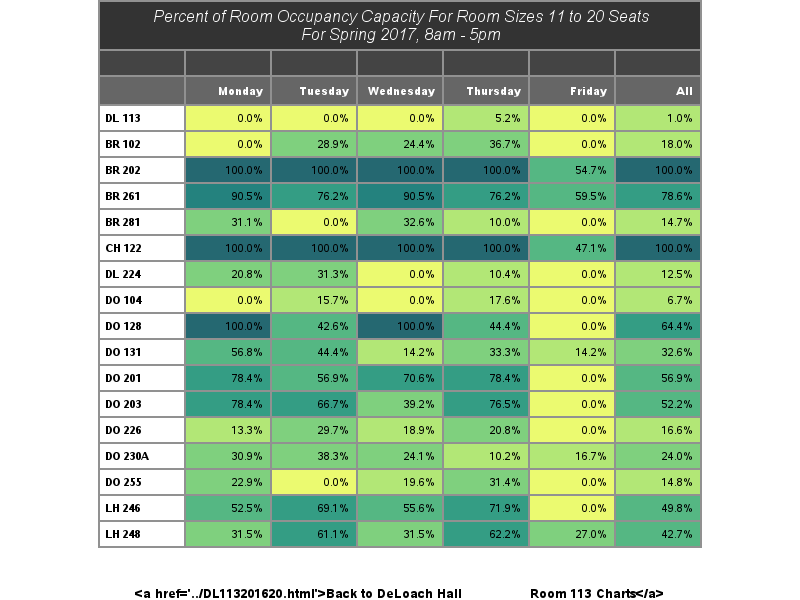 Percent of Room Occupancy Capacity For Room Sizes 11 to 20 Seats
For Spring 2017, 8am - 5pm
Monday Tuesday Wednesday Thursday Friday All
DL 113 0.0% 0.0% 0.0% 5.2% 0.0% 1.0%
BR 102 0.0% 28.9% 24.4% 36.7% 0.0% 18.0%
BR 202 100.0% 100.0% 100.0% 100.0% 54.7% 100.0%
BR 261 90.5% 76.2% 90.5% 76.2% 59.5% 78.6%
BR 281 31.1% 0.0% 32.6% 10.0% 0.0% 14.7%
CH 122 100.0% 100.0% 100.0% 100.0% 47.1% 100.0%
DL 224 20.8% 31.3% 0.0% 10.4% 0.0% 12.5%
DO 104 0.0% 15.7% 0.0% 17.6% 0.0% 6.7%
DO 128 100.0% 42.6% 100.0% 44.4% 0.0% 64.4%
DO 131 56.8% 44.4% 14.2% 33.3% 14.2% 32.6%
DO 201 78.4% 56.9% 70.6% 78.4% 0.0% 56.9%
DO 203 78.4% 66.7% 39.2% 76.5% 0.0% 52.2%
DO 226 13.3% 29.7% 18.9% 20.8% 0.0% 16.6%
DO 230A 30.9% 38.3% 24.1% 10.2% 16.7% 24.0%
DO 255 22.9% 0.0% 19.6% 31.4% 0.0% 14.8%
LH 246 52.5% 69.1% 55.6% 71.9% 0.0% 49.8%
LH 248 31.5% 61.1% 31.5% 62.2% 27.0% 42.7%
<a href='../DL113201620.html'>Back to DeLoach Hall Room 113 Charts</a>